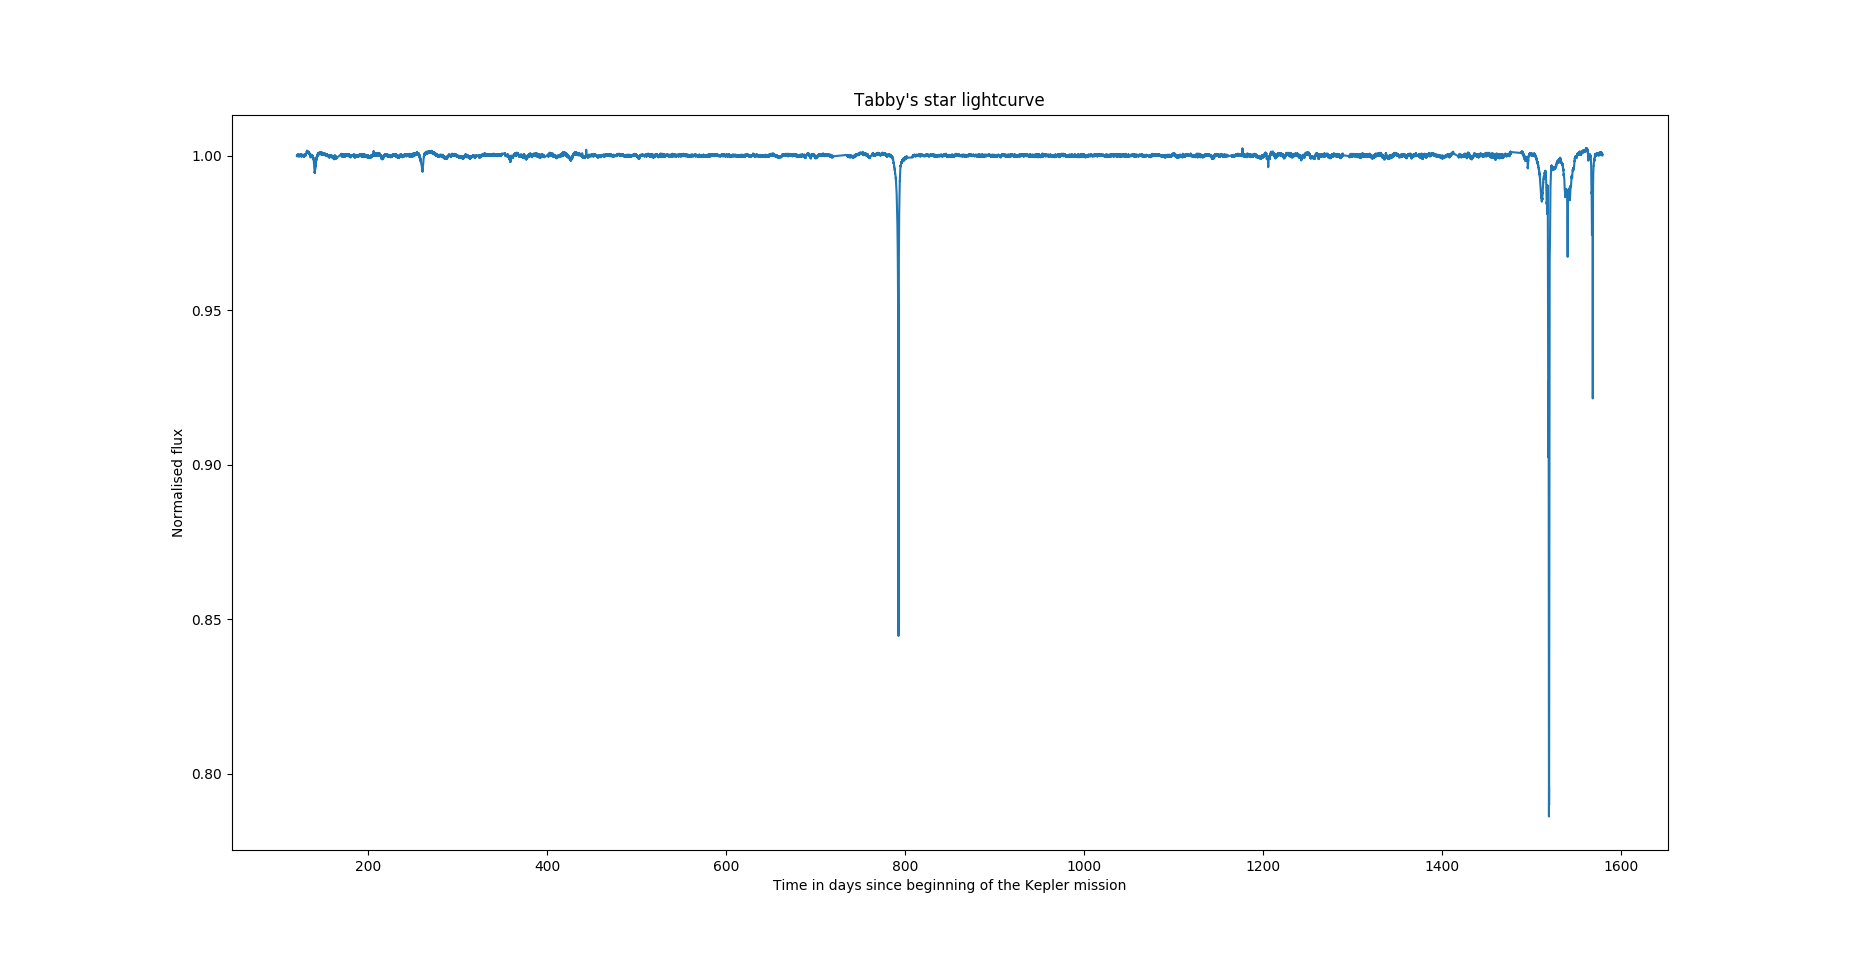 Tabby's star lightcurve
1.00
0.95
0.90
0.85
0.80
Normalised flux
200 400 600 800 1000 1200 1400 1600
Time in days since beginning of the Kepler mission